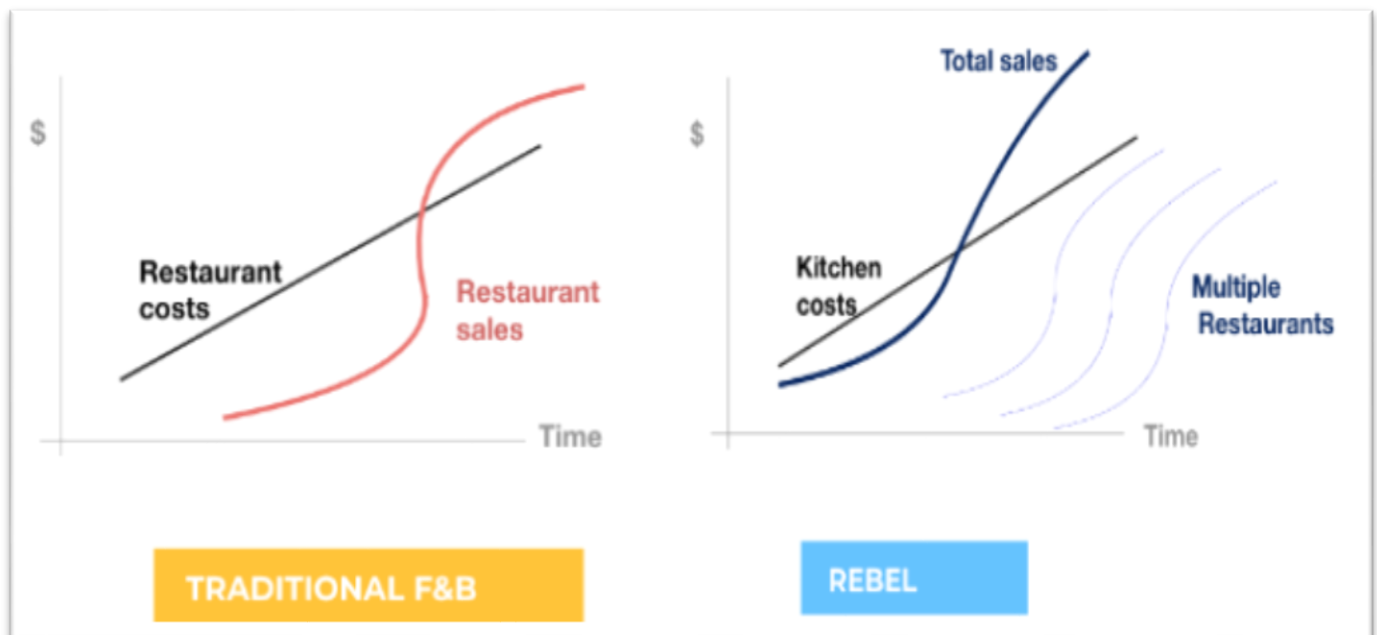 $
Restaurant
costs
Restaurant
sales
Time
TRADITIONAL F&B
Total sales
$
Kitchen
costs
Multiple
Restaurants
Time
REBEL